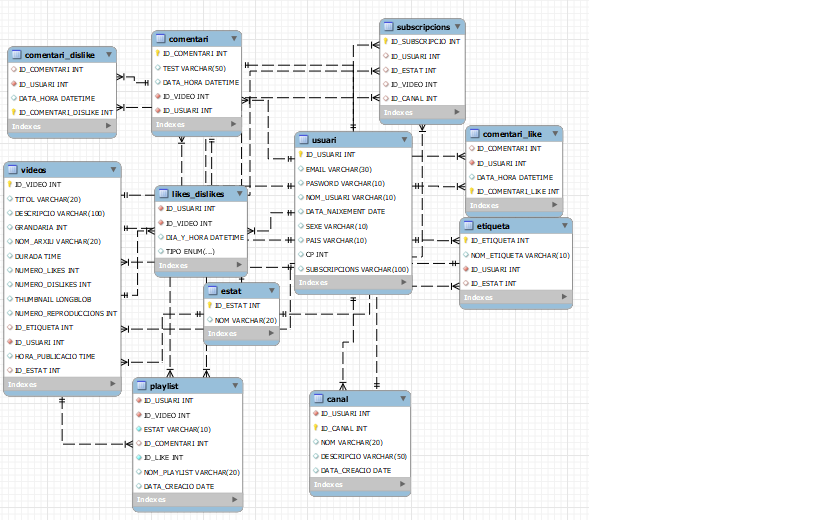 comentari_dislike
ID_COMENTARI INT
ID_USUARI INT
DATA_HORA DATETIME
ID_COMENTARI_DISLIKE INT
Indexes
comentari
ID_COMENTARI INT
TEST VARCHAR(50)
DATA_HORA DATETIME
ID_VIDEO INT
ID_USUARI INT
Indexes
subscripcions
ID_SUBSCRIPCIO INT
ID_USUARI INT
ID_ESTAT INT
ID_VIDEO INT
ID_CANAL INT
Indexes
usuari
ID_USUARI INT
EMAIL VARCHAR(30)
PASWORD VARCHAR(10)
NOM_USUARI VARCHAR(10)
DATA_NAIXEMENT DATE
SEXE VARCHAR(10)
PAIS VARCHAR(10)
CP INT
SUBSCRIPCIONS VARCHAR(100)
Indexes
comentari_like
ID_COMENTARI INT
ID_USUARI INT
DATA_HORA DATETIME
ID_COMENTARI_LIKE INT
Indexes
videos
ID_VIDEO INT
TITOL VARCHAR(20)
DESCRIPCIO VARCHAR(100)
GRANDARIA INT
NOM_ARXIU VARCHAR(20)
DURADA TIME
NUMERO_LIKES INT
NUMERO_DISLIKES INT
THUMBNAIL LONGBLOB
NUMERO_REPRODUCCIONS INT
ID_ETIQUETA INT
ID_USUARI INT
HORA_PUBLICACIO TIME
ID_ESTAT INT
Indexes
likes_dislikes
ID_USUARI INT
ID_VIDEO INT
DIA_Y_HORA DATETIME
TIPO ENUM(...)
Indexes
etiqueta
ID_ETIQUETA INT
NOM_ETIQUETA VARCHAR(10)
ID_USUARI INT
ID_ESTAT INT
Indexes
estat
ID_ESTAT INT
NOM VARCHAR(20)
Indexes
playlist
ID_USUARI INT
ID_VIDEO INT
ESTAT VARCHAR(10)
ID_COMENTARI INT
ID_LIKE INT
NOM_PLAYLIST VARCHAR(20)
DATA_CREACIO DATE
Indexes
canal
ID_USUARI INT
ID_CANAL INT
NOM VARCHAR(20)
DESCRIPCIO VARCHAR(50)
DATA_CREACIO DATE
Indexes